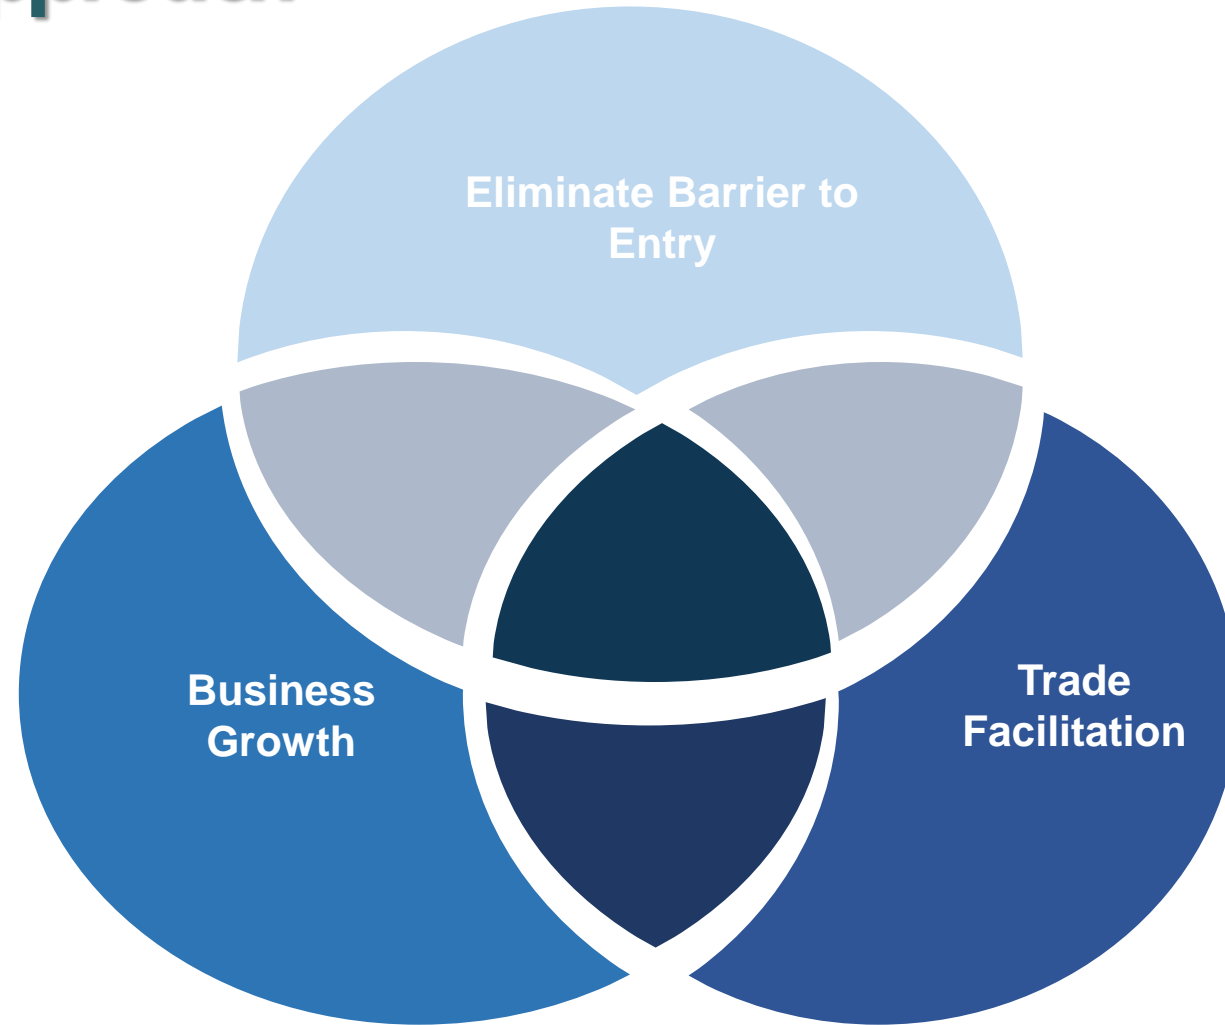 Eliminate Barrier to
Entry
Business
Growth
Trade
Facilitation